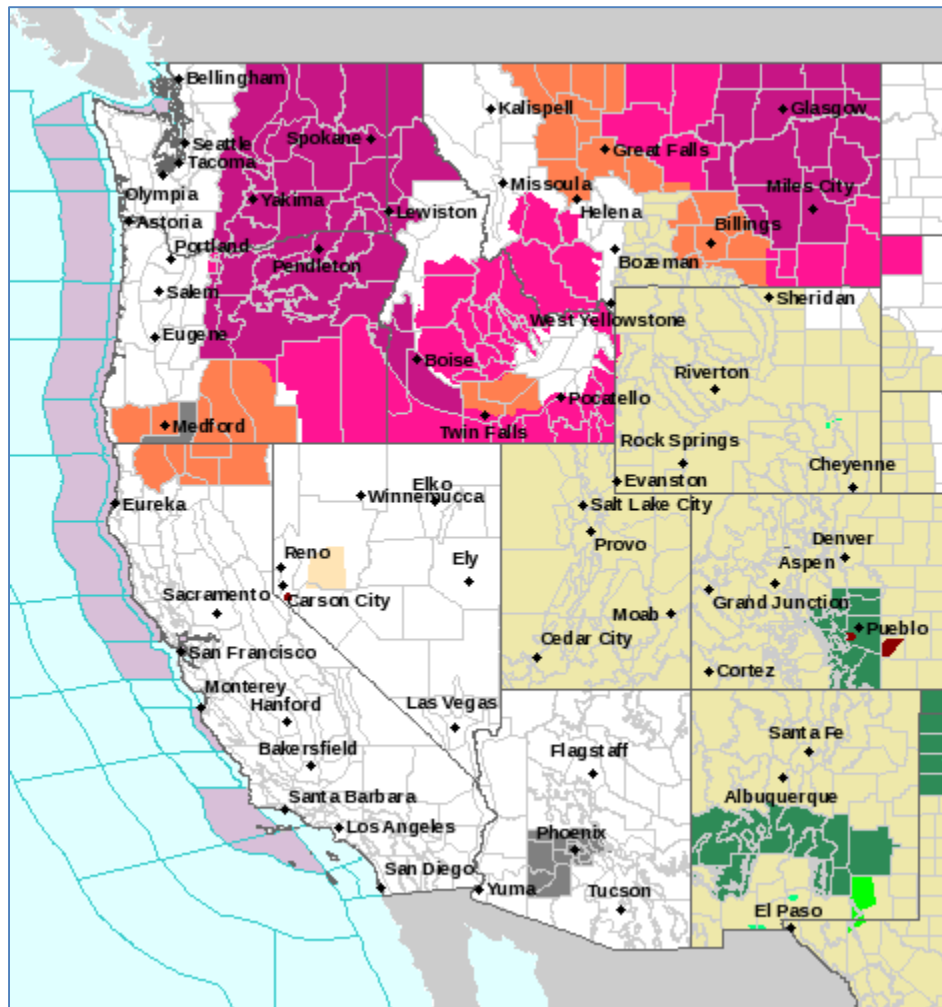 Bellingham
Kalispell
Glasgow
Spokane
Seattle
Great Falls
Tacoma
Missoula
Miles City
Olympia
Yakima
Lewiston
Helena
Astoria
Billings
Portland
Pendleton
Bozeman
Salem
Sheridan
West Yellowstone
Eugene
Boise
Riverton
Pocatello
Medford
Twin Falls
Rock Springs
Cheyenne
Elko
Evanston
Winnemucca
Eureka
Salt Lake City
Provo
Denver
Reno
Ely
Aspen
Sacramento
Carson City
Grand Junction
Moab
Pueblo
Cedar City
San Francisco
Cortez
Monterey
Hanford
Las Vegas
Santa Fe
Bakersfield
Flagstaff
Santa Barbara
Albuquerque
Los Angeles
Phoenix
San Diego
Yuma
Tucson
El Paso